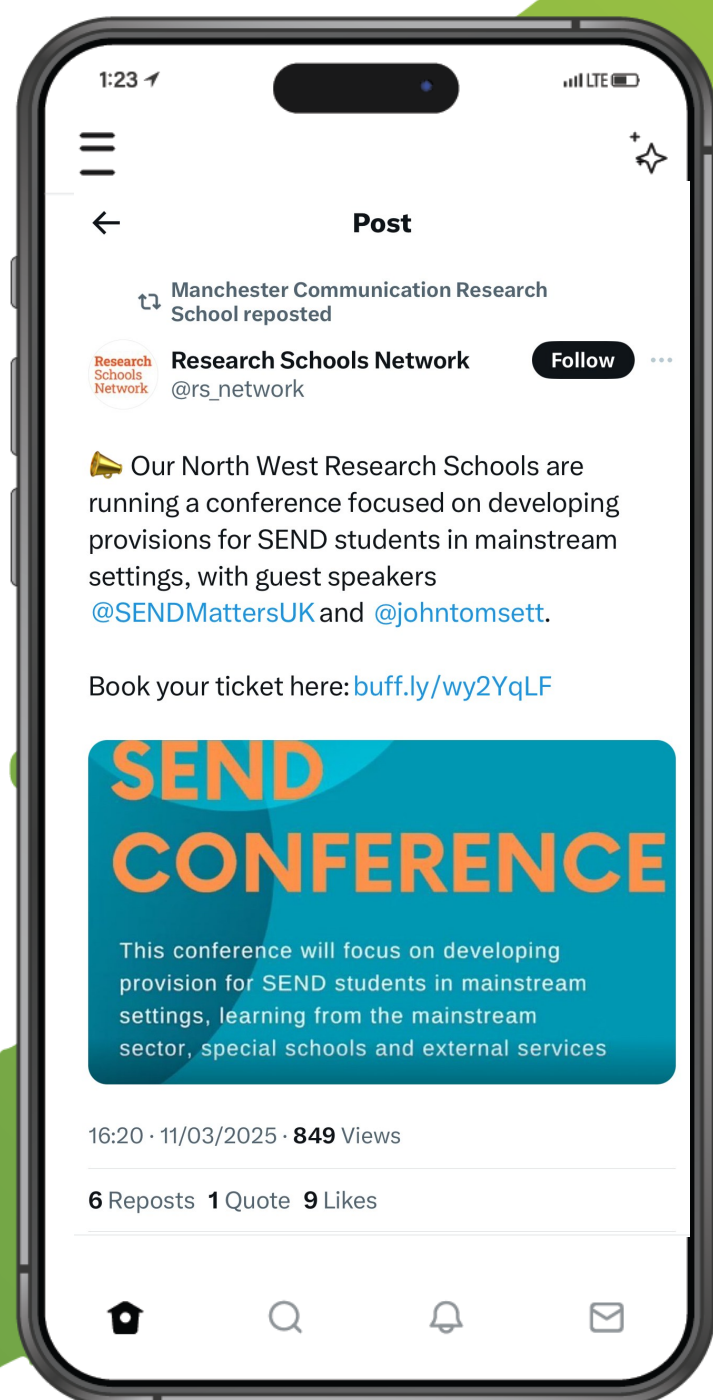 1:23
LTE
Post
Manchester Communication Research
School reposted
Research
Schools
Network
Research Schools Network
@rs_network
Follow
Our North West Research Schools are
running a conference focused on developing
provisions for SEND students in mainstream
settings, with guest speakers
@SENDMattersUK and @johntomsett.
Book your ticket here: buff.ly/wy2YqLF
SEND
CONFERENCE
This conference will focus on developing
provision for SEND students in mainstream
settings, learning from the mainstream
sector, special schools and external services
16:20 · 11/03/2025 · 849 Views
6 Reposts 1 Quote 9 Likes